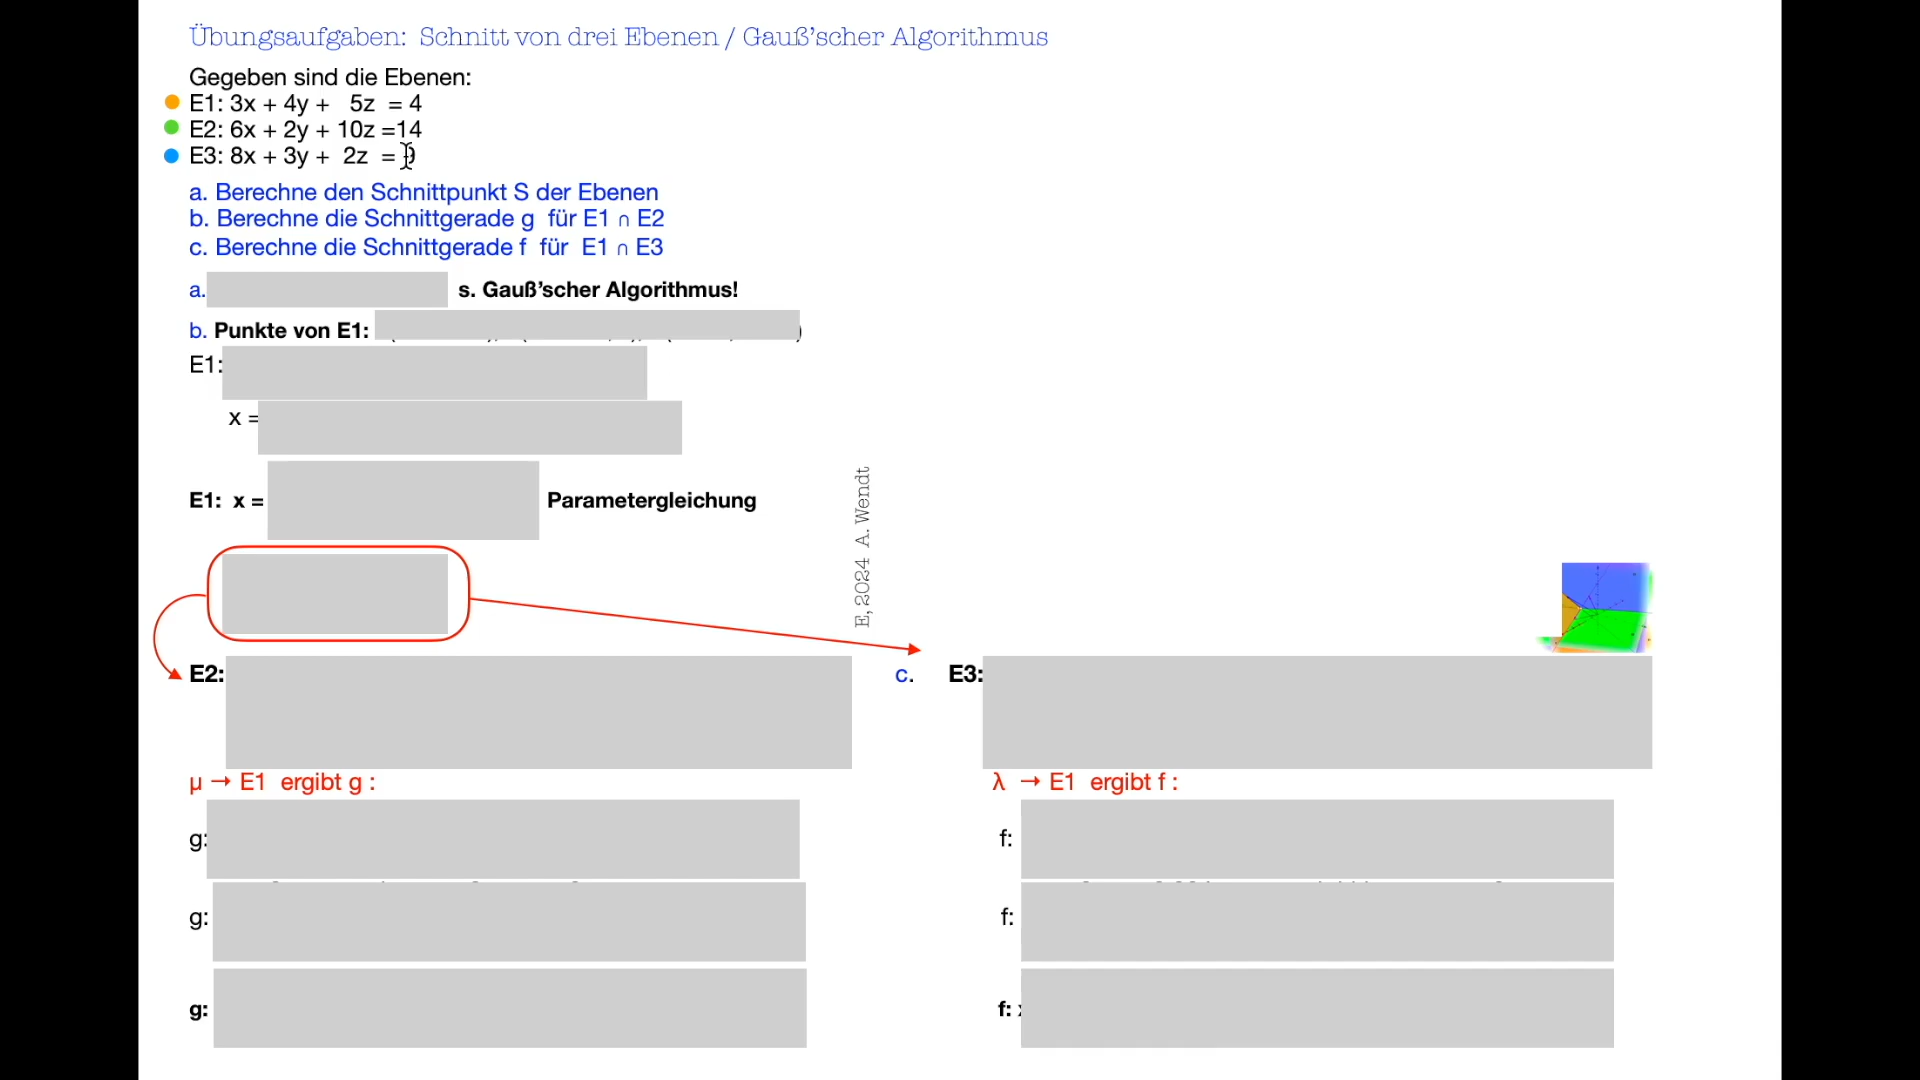 Übungsaufgaben: Schnitt von drei Ebenen / Gauß’scher Algorithmus
Gegeben sind die Ebenen:
E1: 3x + 4y + 5z = 4
E2: 6x + 2y + 10z =14
E3: 8x + 3y + 2z =
a. Berechne den Schnittpunkt S der Ebenen
b. Berechne die Schnittgerade g für E1 ∩ E2
c. Berechne die Schnittgerade f für E1 ∩ E3
a. s. Gauß’scher Algorithmus!
b. Punkte von E1:
E1:
x =
E1: x = Parametergleichung
E, 2024 A. Wendt
E2:
c. E3:
µ → E1 ergibt g :
λ → E1 ergibt f :
g:
f:
g:
f:
g:
f: